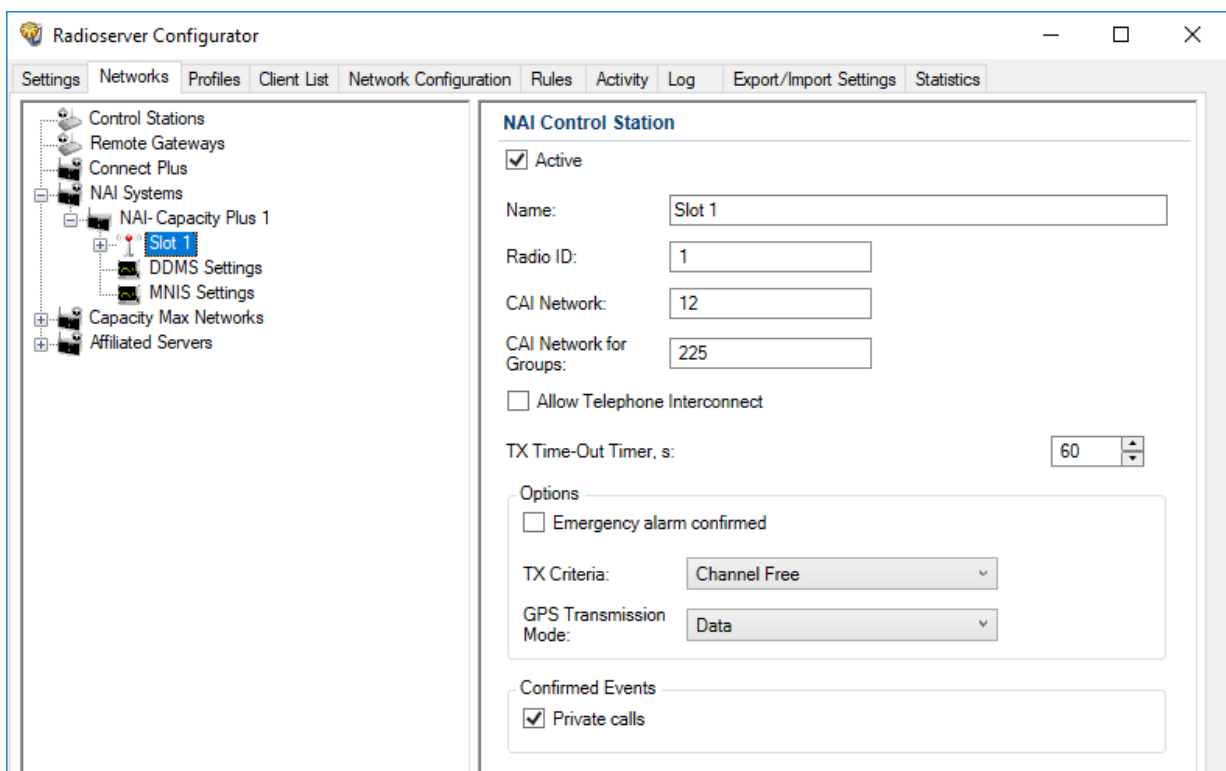 Radioserver Configurator
Settings Networks Profiles Client List Network Configuration Rules Activity Log Export/Import Settings Statistics
Control Stations
Remote Gateways
Connect Plus
NAI Systems
NAI- Capacity Plus 1
Slot 1
DDMS Settings
MNIS Settings
Capacity Max Networks
Affiliated Servers
NAI Control Station
Active
Name: Slot 1
Radio ID: 1
CAI Network: 12
CAI Network for
Groups: 225
Allow Telephone Interconnect
TX Time-Out Timer, s: 60
Options
Emergency alarm confirmed
TX Criteria: Channel Free
GPS Transmission
Mode: Data
Confirmed Events
Private calls